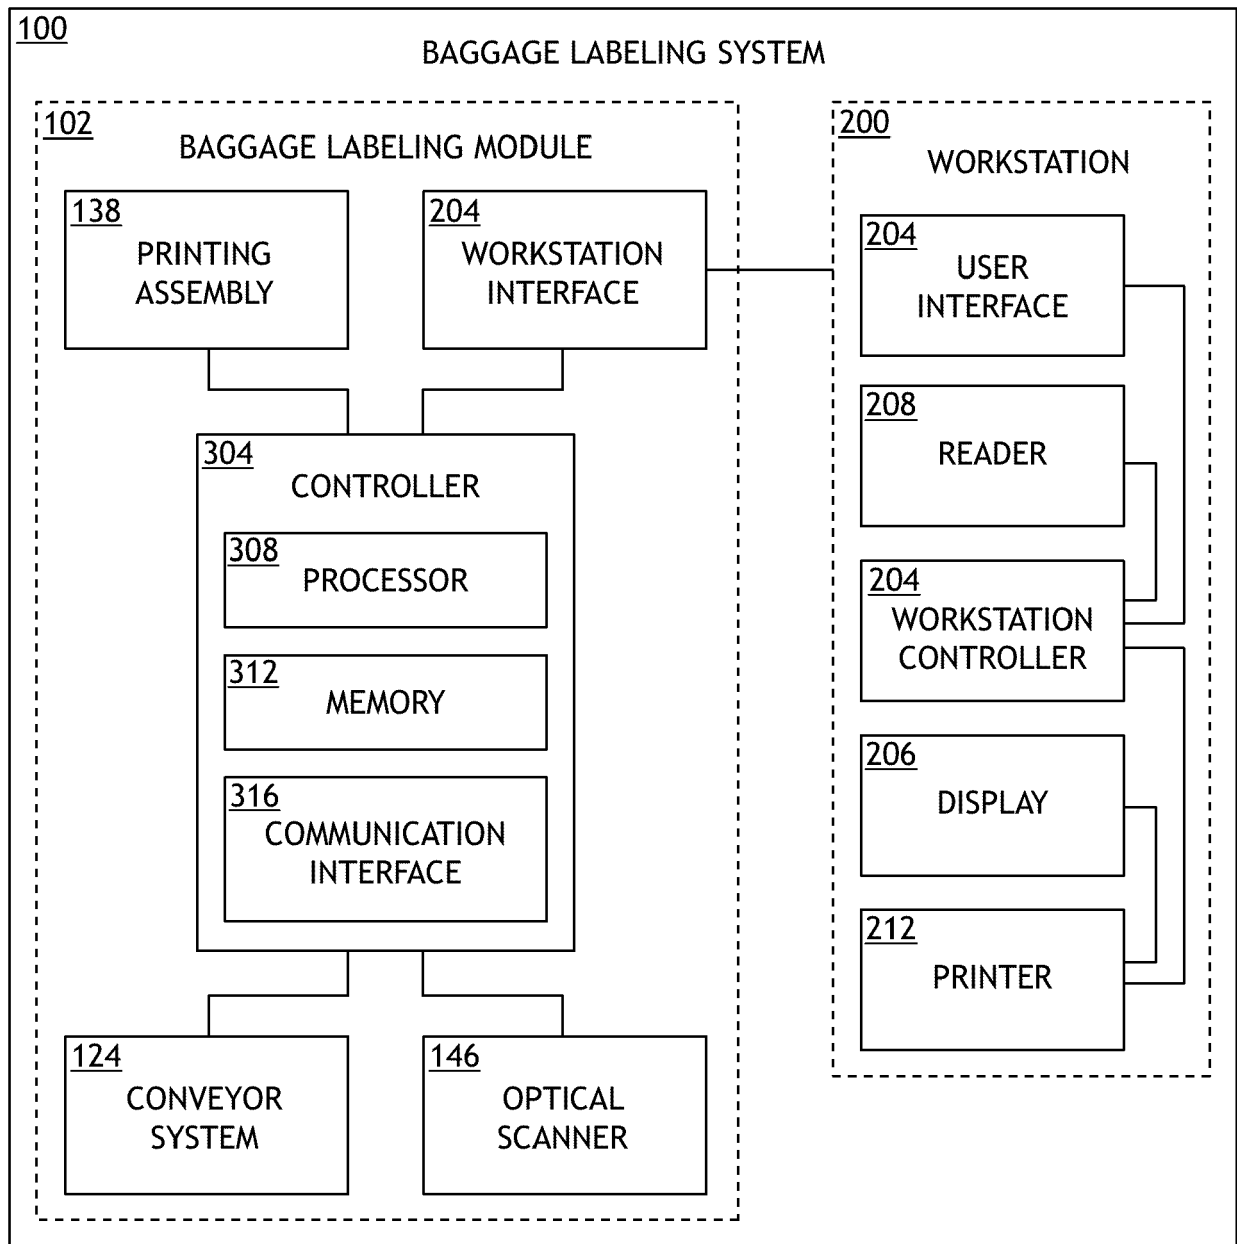 100
BAGGAGE LABELING SYSTEM
102
BAGGAGE LABELING MODULE
138
PRINTING
ASSEMBLY
204
WORKSTATION
INTERFACE
304
CONTROLLER
308
PROCESSOR
312
MEMORY
316
COMMUNICATION
INTERFACE
124
CONVEYOR
SYSTEM
146
OPTICAL
SCANNER
200
WORKSTATION
204
USER
INTERFACE
208
READER
204
WORKSTATION
CONTROLLER
206
DISPLAY
212
PRINTER